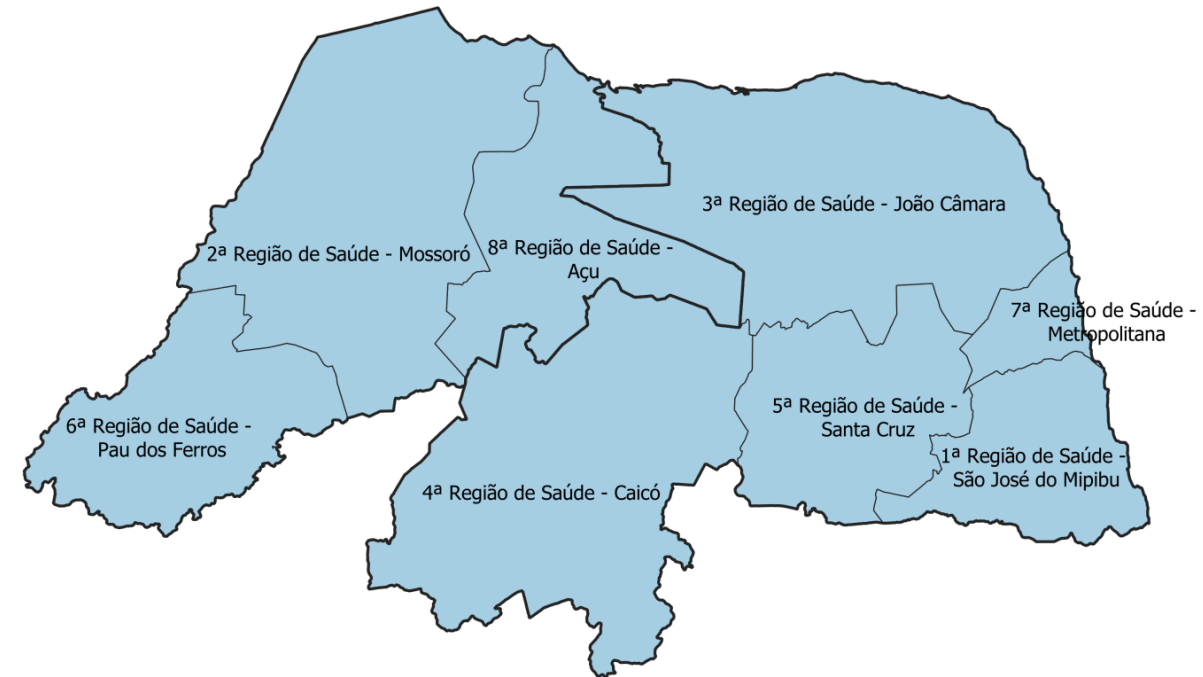 3ª Região de Saúde - João Câmara
2ª Região de Saúde - Mossoró
8ª Região de Saúde -
Açu
7ª Região de Saúde -
Metropolitana
6ª Região de Saúde -
Pau dos Ferros
5ª Região de Saúde -
Santa Cruz
1ª Região de Saúde -
São José do Mipibu
4ª Região de Saúde - Caicó